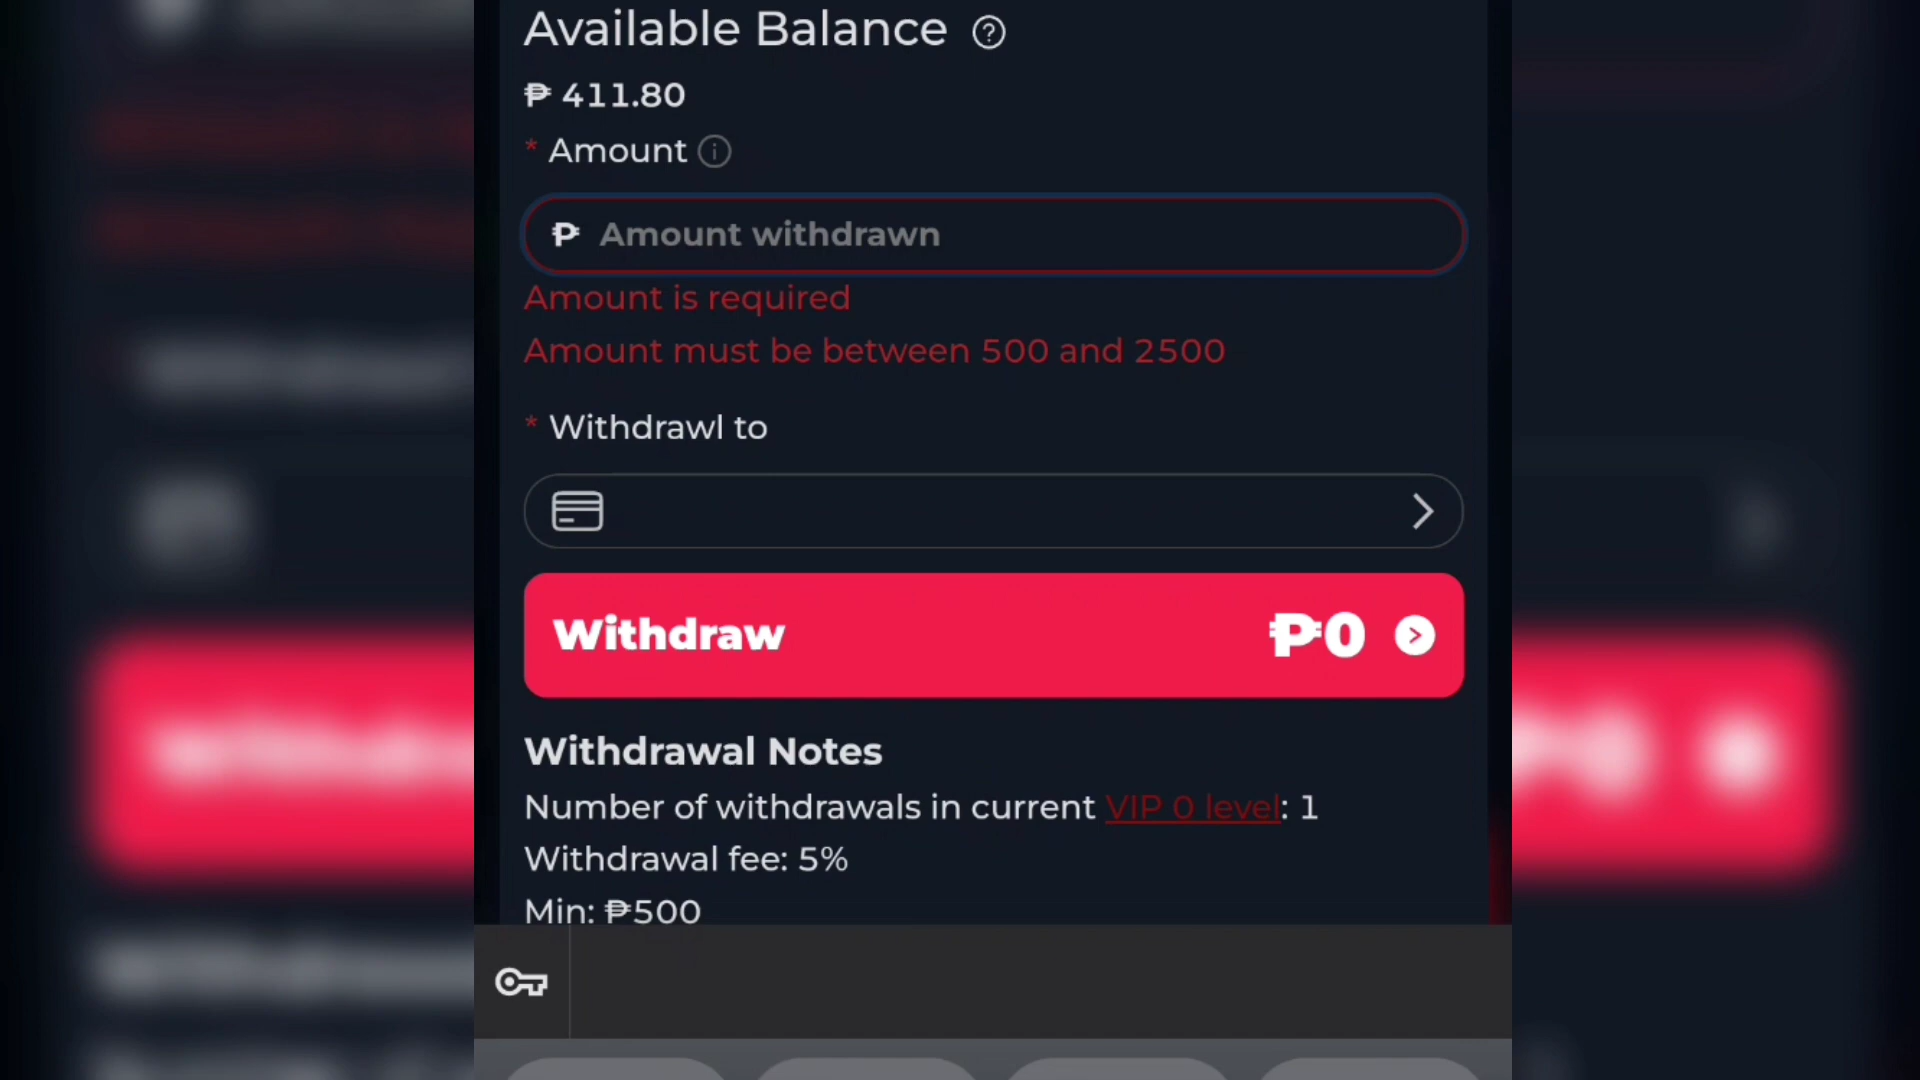 Available Balance
₱ 411.80
* Amount
₱ Amount withdrawn
Amount is required
Amount must be between 500 and 2500
* Withdrawl to
Withdraw ₱0
Withdrawal Notes
Number of withdrawals in current VIP 0 level: 1
Withdrawal fee: 5%
Min: ₱500